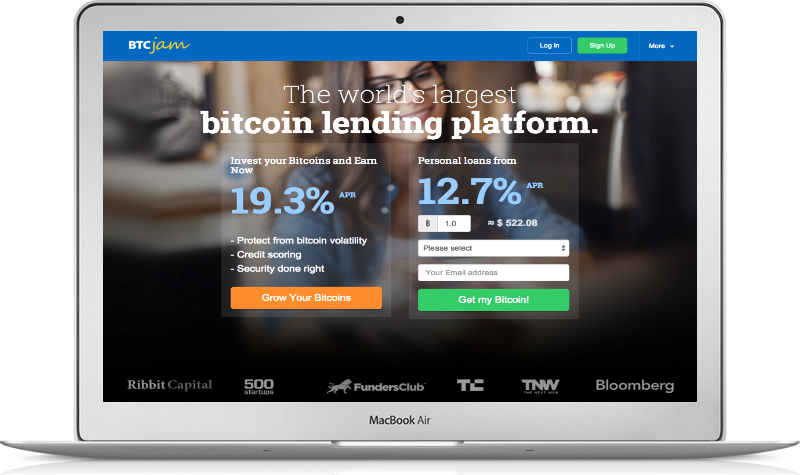 BTCjam
Log In
Sign Up
More
The world's largest
bitcoin lending platform.
Invest your Bitcoins and Earn
Now
19.3% APR
- Protect from bitcoin volatility
- Credit scoring
- Security done right
Grow Your Bitcoins
Personal loans from
12.7% APR
฿ 1.0 ≈ $ 522.08
Please select
Your Email address
Get my Bitcoin!
Ribbit Capital
500
startups
FundersClub
TC
TNW
THE NEXT WEB
Bloomberg
MacBook Air